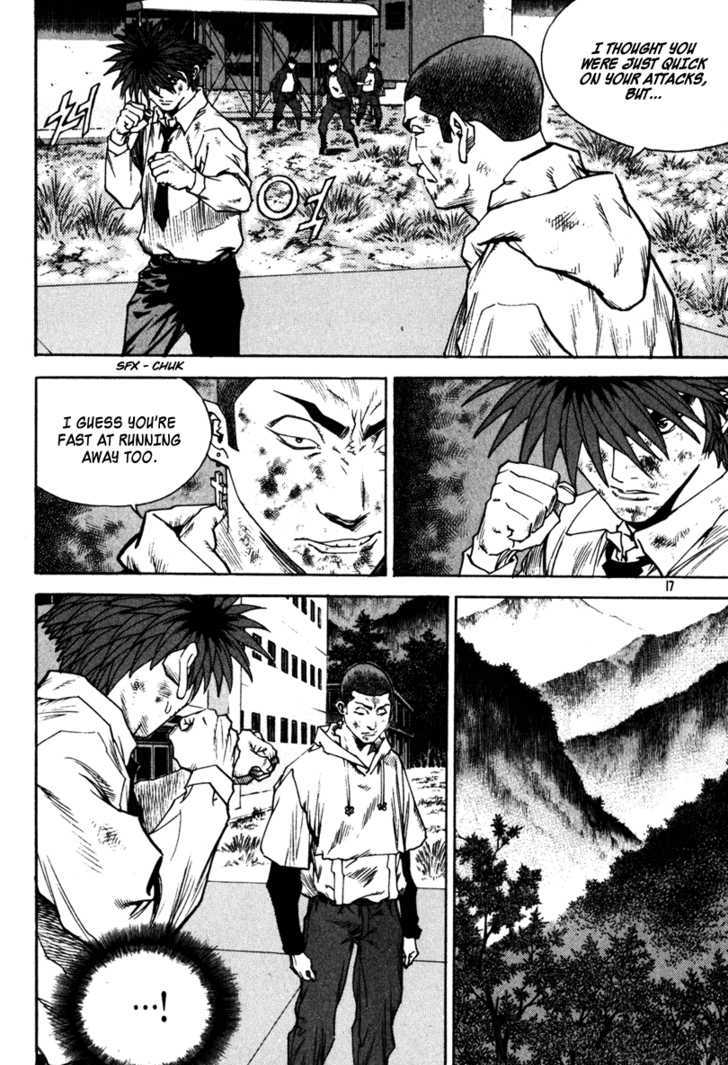 I THOUGHT YOU
WERE JUST QUICK
ON YOUR ATTACKS,
BUT...
SFX - CHUK
I GUESS YOU'RE
FAST AT RUNNING
AWAY TOO.
17
...!